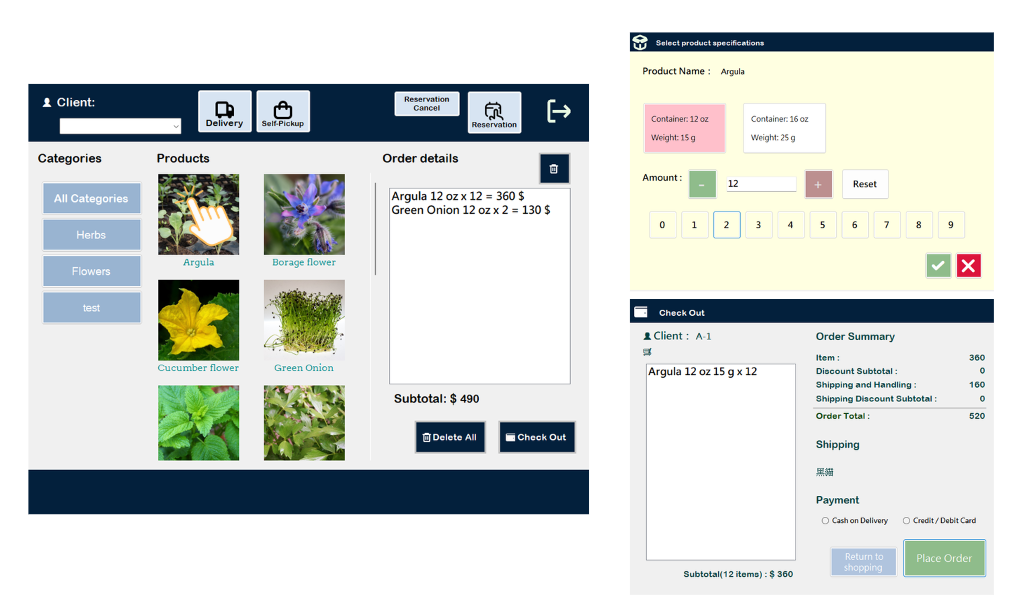 Client:
Delivery
Self-Pickup
Reservation
Cancel
Reservation
Categories
Products
Order details
All Categories
Herbs
Flowers
test
Argula
Borage flower
Cucumber flower
Green Onion
Argula 12 oz x 12 = 360 $
Green Onion 12 oz x 2 = 130 $
Subtotal: $ 490
Delete All
Check Out
Select product specifications
Product Name : Argula
Container: 12 oz
Weight: 15 g
Container: 16 oz
Weight: 25 g
Amount :
-
12
+
Reset
0 1 2 3 4 5 6 7 8 9
Check Out
Client : A-1
Argula 12 oz 15 g x 12
Subtotal(12 items) : $ 360
Order Summary
Item : 360
Discount Subtotal : 0
Shipping and Handling : 160
Shipping Discount Subtotal : 0
Order Total : 520
Shipping
黑貓
Payment
Cash on Delivery
Credit / Debit Card
Return to
shopping
Place Order